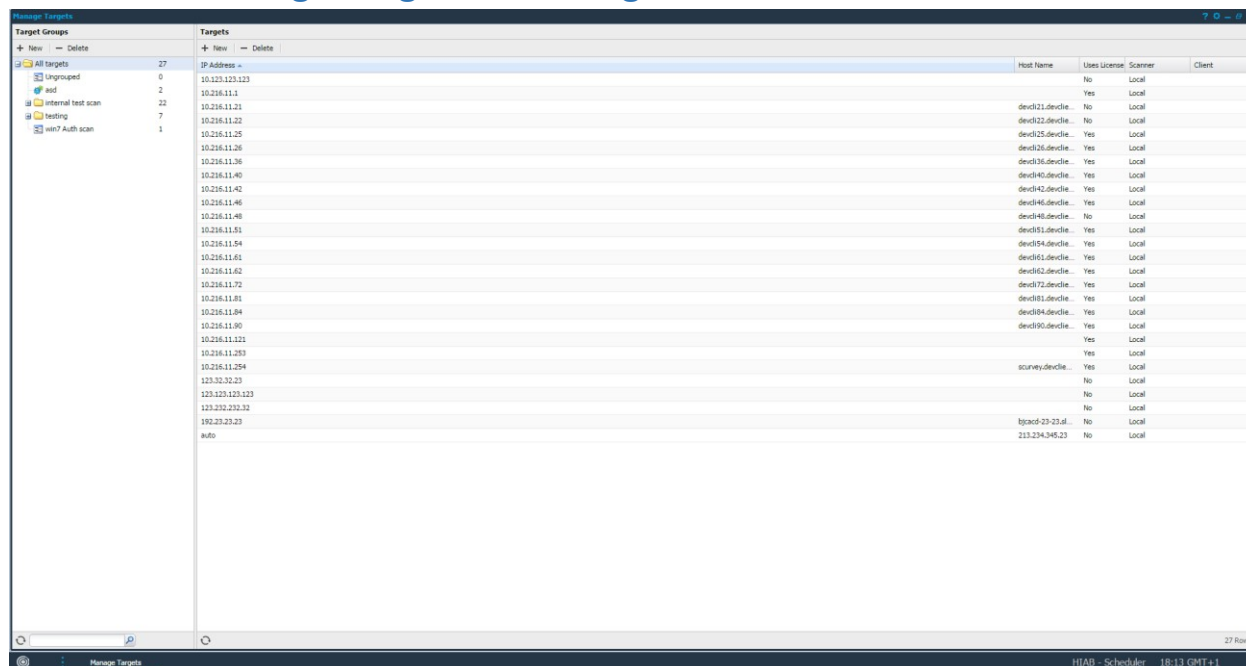 Manage Targets
Target Groups
+ New - Delete
All targets 27
Ungrouped 0
asd 2
internal test scan 22
testing 7
win7 Auth scan 1
Targets
+ New - Delete
IP Address Host Name Uses License Scanner Client
10.123.123.123 No Local
10.216.11.1 Yes Local
10.216.11.21 devcli21.devclie... No Local
10.216.11.22 devcli22.devclie... No Local
10.216.11.25 devcli25.devclie... Yes Local
10.216.11.26 devcli26.devclie... Yes Local
10.216.11.36 devcli36.devclie... Yes Local
10.216.11.40 devcli40.devclie... Yes Local
10.216.11.42 devcli42.devclie... Yes Local
10.216.11.46 devcli46.devclie... Yes Local
10.216.11.48 devcli48.devclie... No Local
10.216.11.51 devcli51.devclie... Yes Local
10.216.11.54 devcli54.devclie... Yes Local
10.216.11.61 devcli61.devclie... Yes Local
10.216.11.62 devcli62.devclie... Yes Local
10.216.11.72 devcli72.devclie... Yes Local
10.216.11.81 devcli81.devclie... Yes Local
10.216.11.84 devcli84.devclie... Yes Local
10.216.11.90 devcli90.devclie... Yes Local
10.216.11.121 Yes Local
10.216.11.253 Yes Local
10.216.11.254 scurvey.devclie... Yes Local
123.32.32.23 No Local
123.123.123.123 No Local
123.232.232.32 No Local
192.23.23.23 bjcacd-23-23.sl... No Local
auto 213.234.345.23 No Local
27 Row
Manage Targets
HIAB - Scheduler 18:13 GMT+1